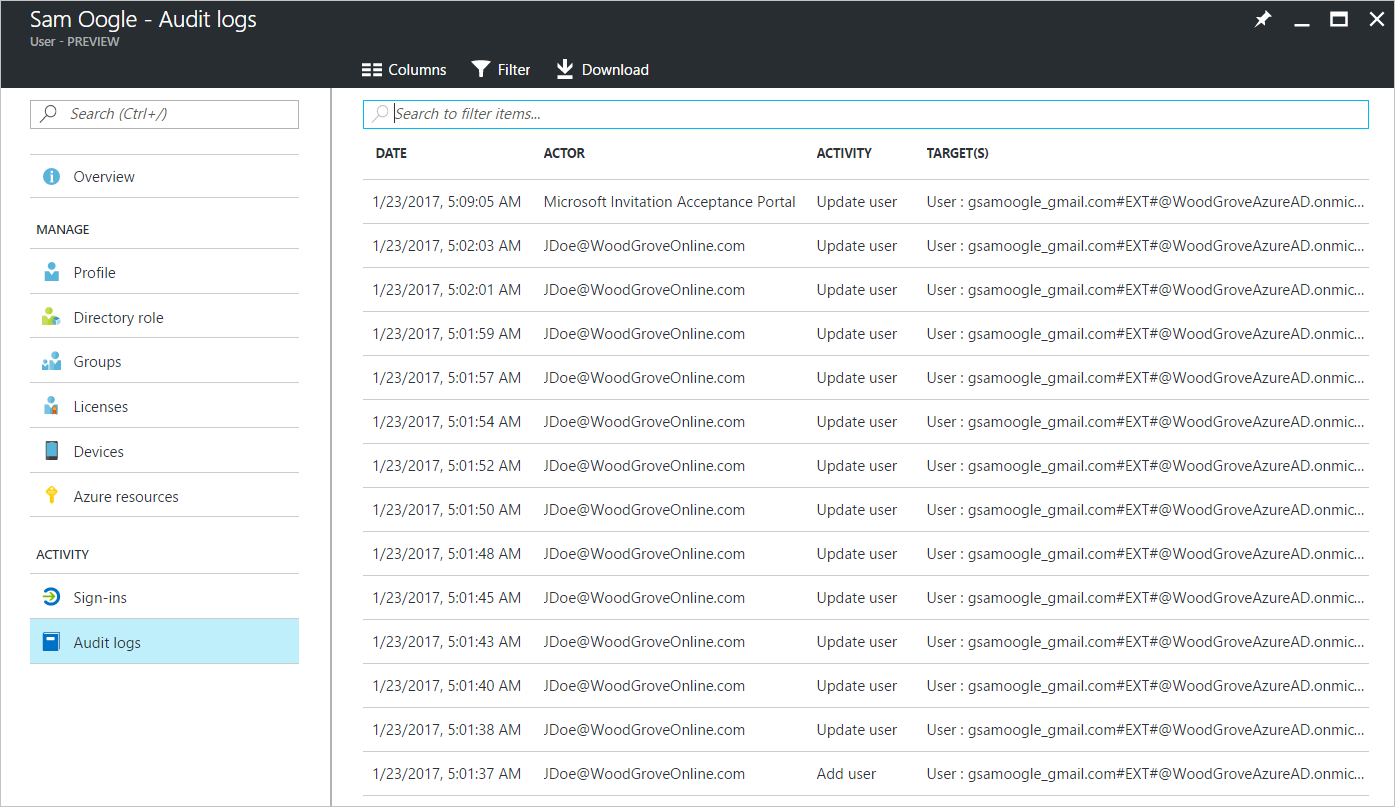 Sam Oogle - Audit logs
User - PREVIEW
Columns Filter Download
Search (Ctrl+/)
Overview
MANAGE
Profile
Directory role
Groups
Licenses
Devices
Azure resources
ACTIVITY
Sign-ins
Audit logs
Search to filter items...
DATE ACTOR ACTIVITY TARGET(S)
1/23/2017, 5:09:05 AM Microsoft Invitation Acceptance Portal Update user User : gsamoogle_gmail.com#EXT#@WoodGroveAzureAD.onmic...
1/23/2017, 5:02:03 AM JDoe@WoodGroveOnline.com Update user User : gsamoogle_gmail.com#EXT#@WoodGroveAzureAD.onmic...
1/23/2017, 5:02:01 AM JDoe@WoodGroveOnline.com Update user User : gsamoogle_gmail.com#EXT#@WoodGroveAzureAD.onmic...
1/23/2017, 5:01:59 AM JDoe@WoodGroveOnline.com Update user User : gsamoogle_gmail.com#EXT#@WoodGroveAzureAD.onmic...
1/23/2017, 5:01:57 AM JDoe@WoodGroveOnline.com Update user User : gsamoogle_gmail.com#EXT#@WoodGroveAzureAD.onmic...
1/23/2017, 5:01:54 AM JDoe@WoodGroveOnline.com Update user User : gsamoogle_gmail.com#EXT#@WoodGroveAzureAD.onmic...
1/23/2017, 5:01:52 AM JDoe@WoodGroveOnline.com Update user User : gsamoogle_gmail.com#EXT#@WoodGroveAzureAD.onmic...
1/23/2017, 5:01:50 AM JDoe@WoodGroveOnline.com Update user User : gsamoogle_gmail.com#EXT#@WoodGroveAzureAD.onmic...
1/23/2017, 5:01:48 AM JDoe@WoodGroveOnline.com Update user User : gsamoogle_gmail.com#EXT#@WoodGroveAzureAD.onmic...
1/23/2017, 5:01:45 AM JDoe@WoodGroveOnline.com Update user User : gsamoogle_gmail.com#EXT#@WoodGroveAzureAD.onmic...
1/23/2017, 5:01:43 AM JDoe@WoodGroveOnline.com Update user User : gsamoogle_gmail.com#EXT#@WoodGroveAzureAD.onmic...
1/23/2017, 5:01:40 AM JDoe@WoodGroveOnline.com Update user User : gsamoogle_gmail.com#EXT#@WoodGroveAzureAD.onmic...
1/23/2017, 5:01:38 AM JDoe@WoodGroveOnline.com Update user User : gsamoogle_gmail.com#EXT#@WoodGroveAzureAD.onmic...
1/23/2017, 5:01:37 AM JDoe@WoodGroveOnline.com Add user User : gsamoogle_gmail.com#EXT#@WoodGroveAzureAD.onmic...